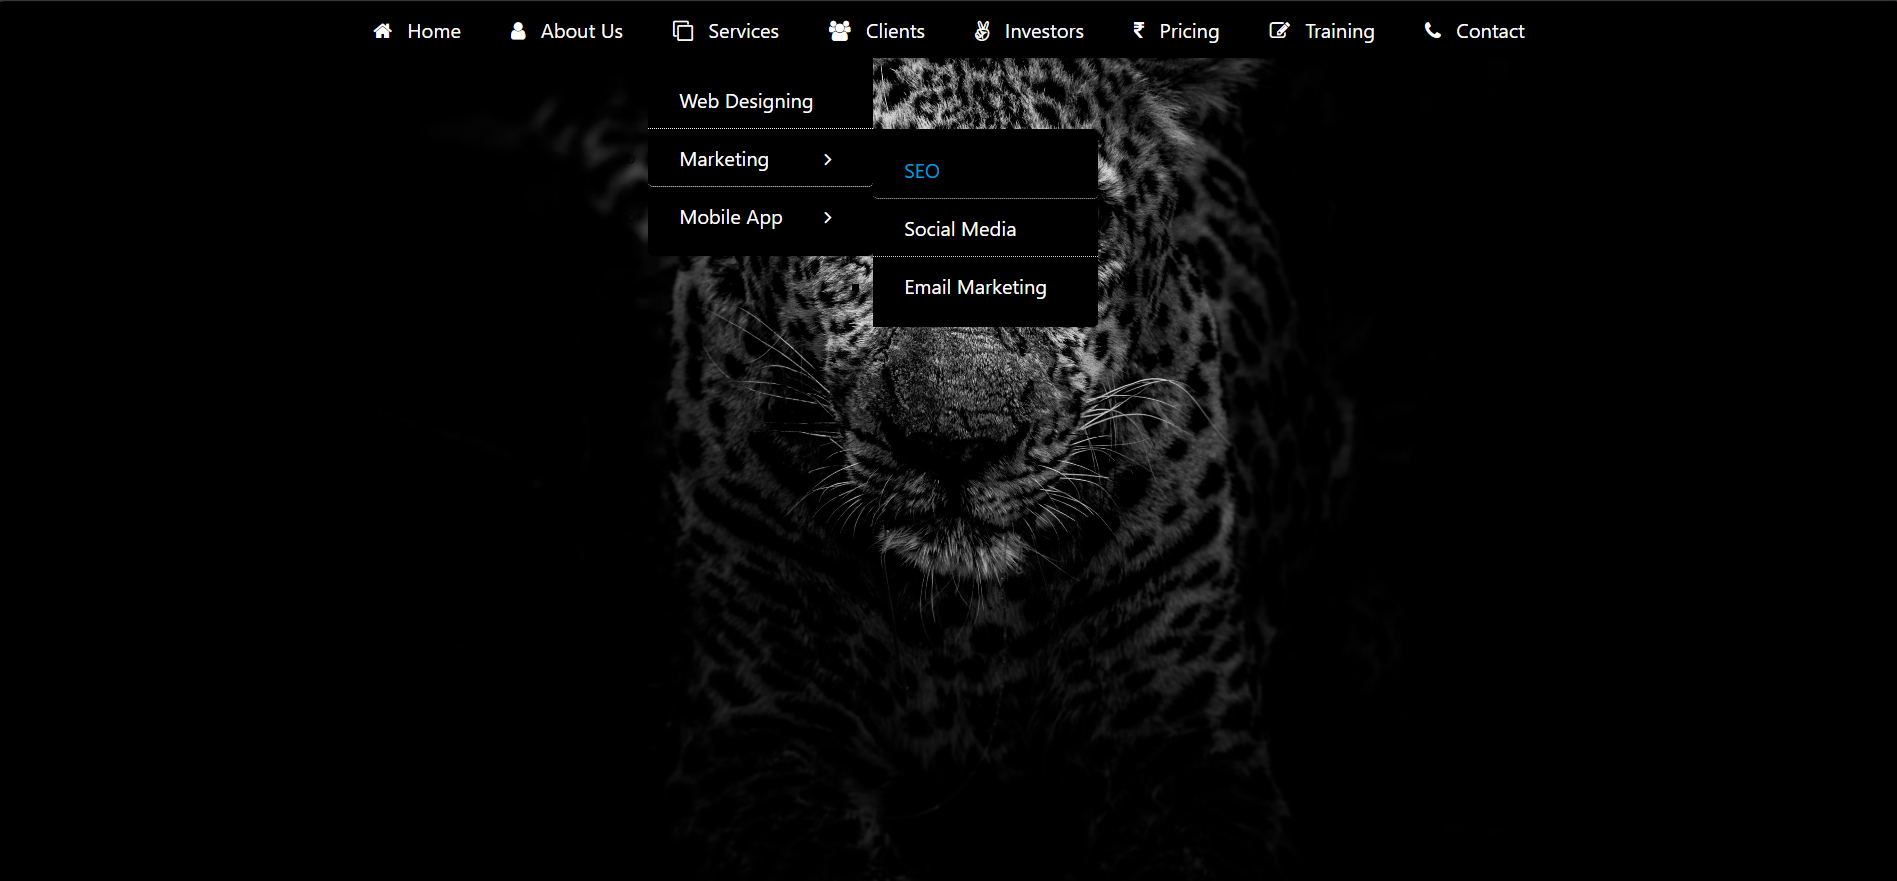 Home About Us Services Clients Investors Pricing Training Contact
Web Designing
Marketing
Mobile App
SEO
Social Media
Email Marketing